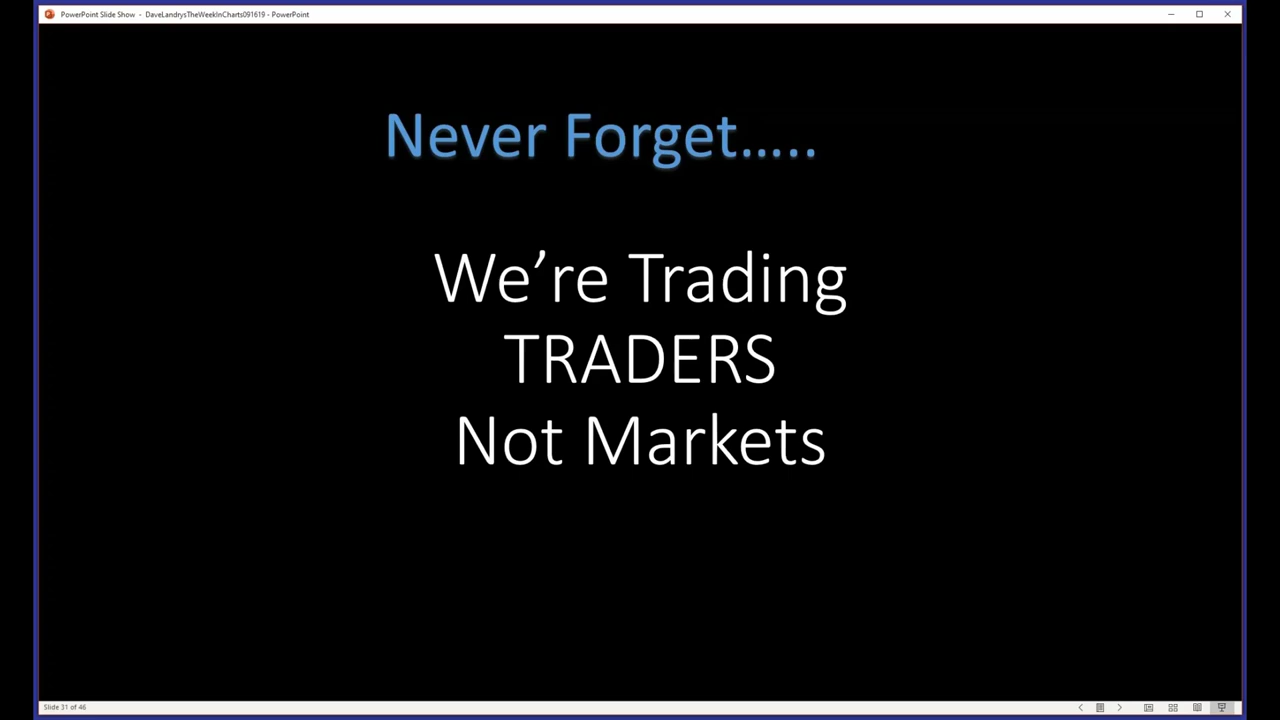 PowerPoint Slide Show - DaveLandrysTheWeekInCharts091619 - PowerPoint
Never Forget.....
We’re Trading
TRADERS
Not Markets
Slide 31 of 46